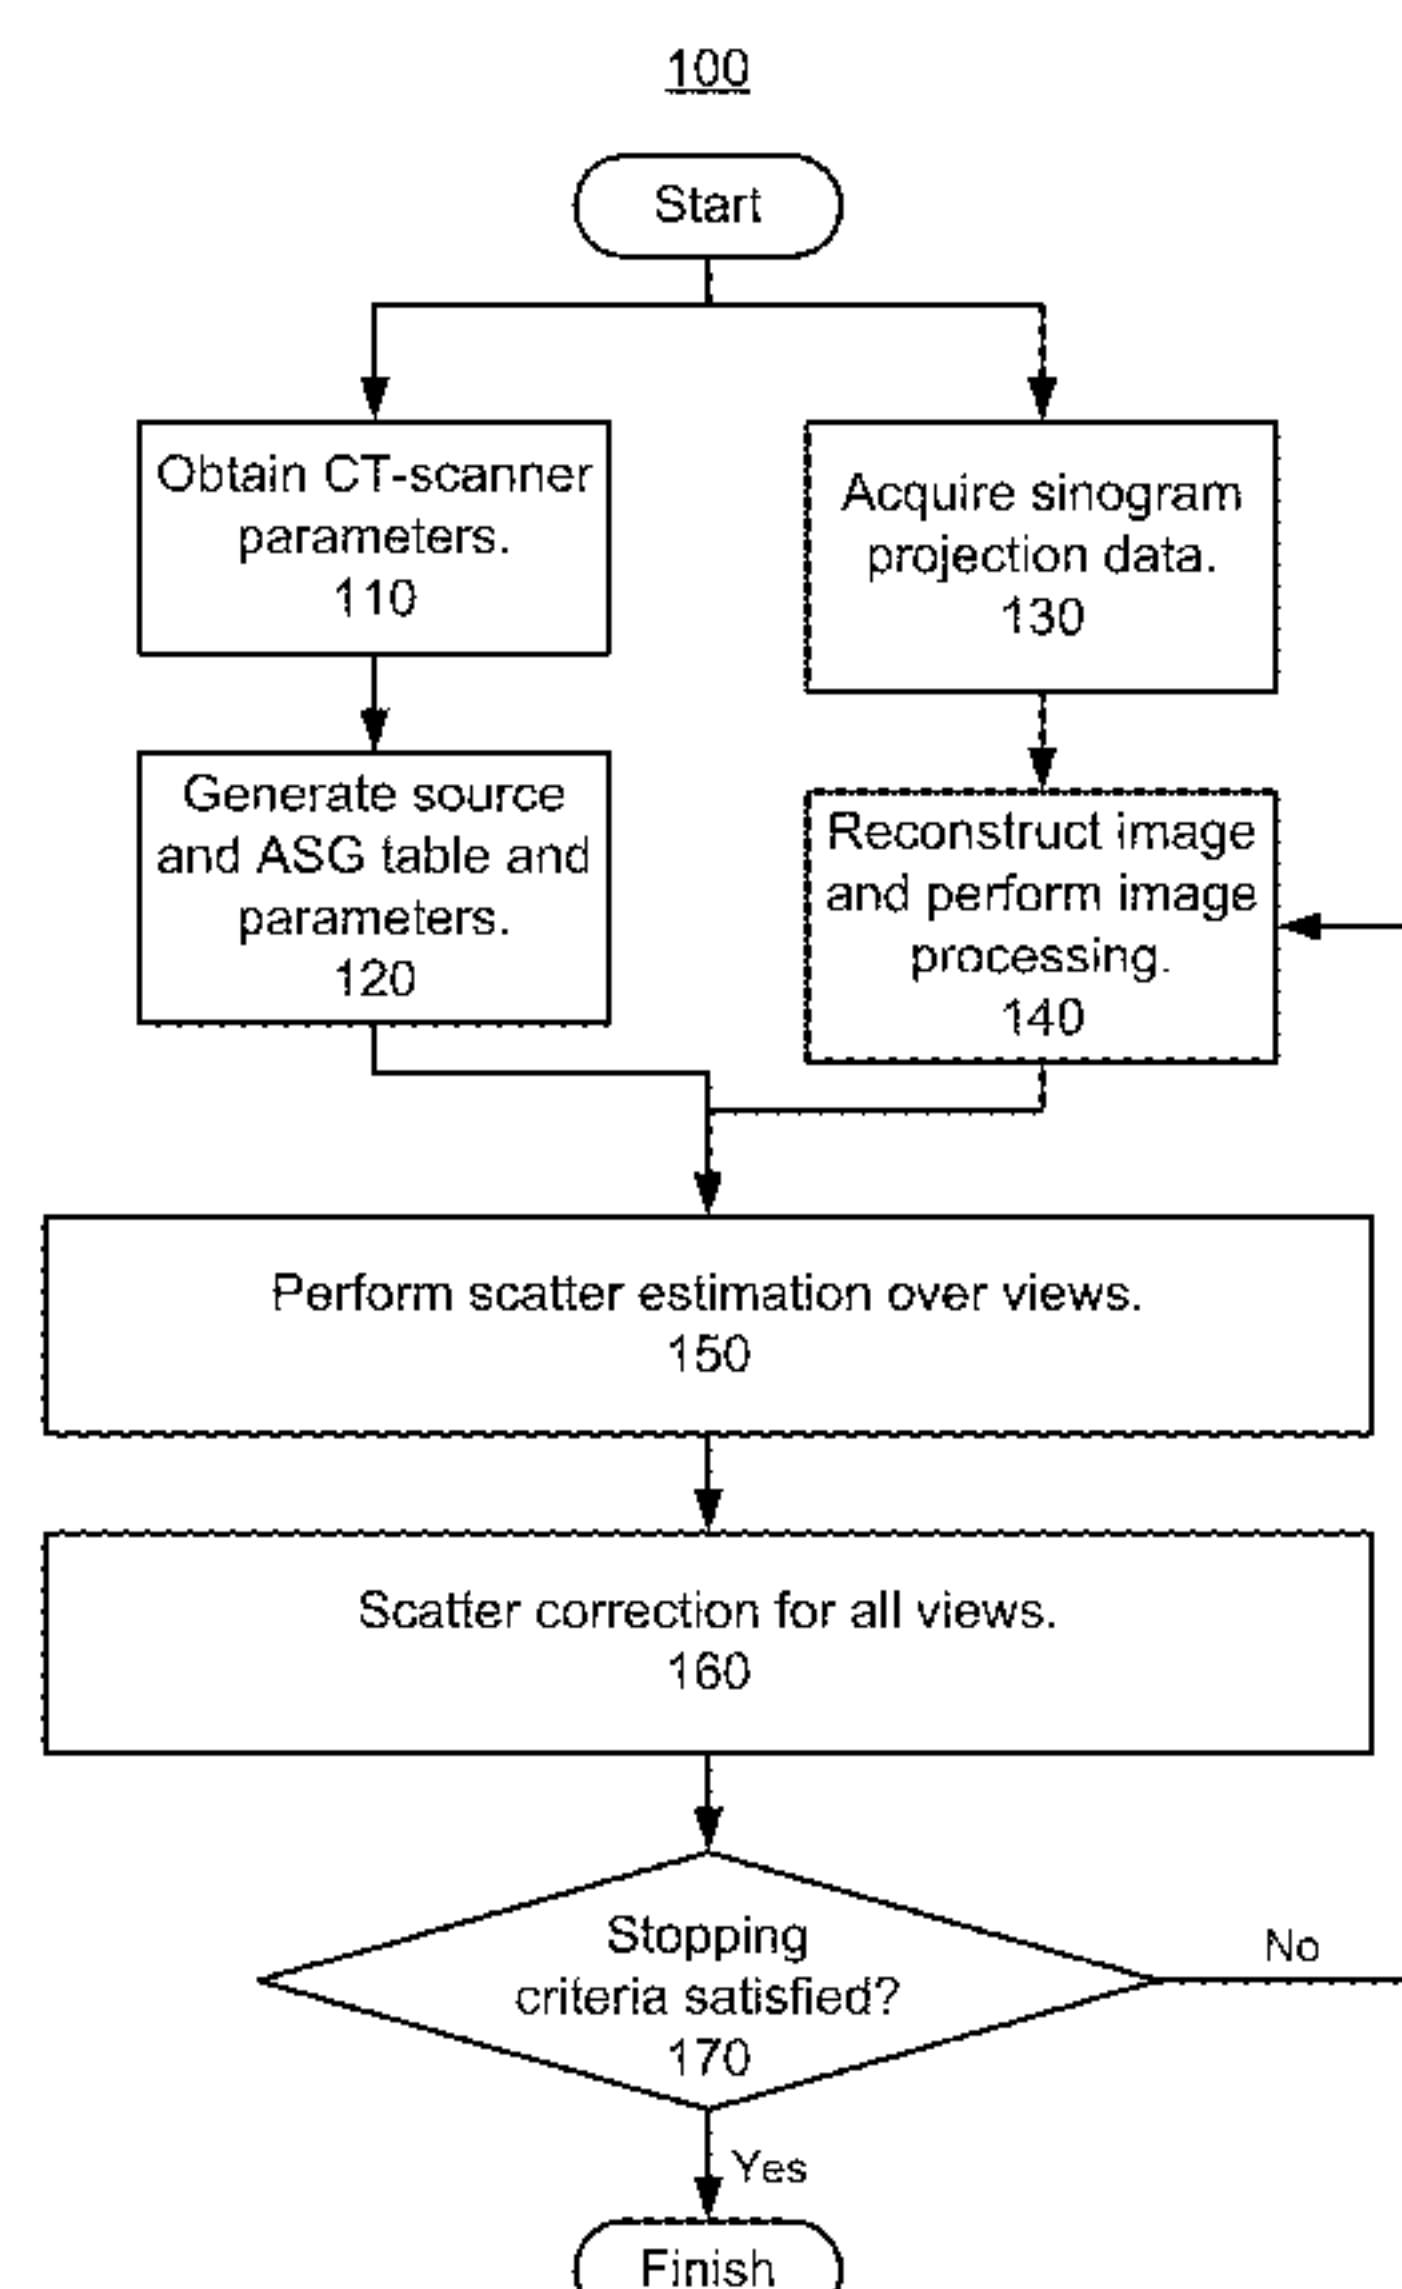 100
Start
Obtain CT-scanner
parameters.
110
Acquire sinogram
projection data.
130
Generate source
and ASG table and
parameters.
120
Reconstruct image
and perform image
processing.
140
Perform scatter estimation over views.
150
Scatter correction for all views.
160
Stopping
criteria satisfied?
170
No
Yes
Finish